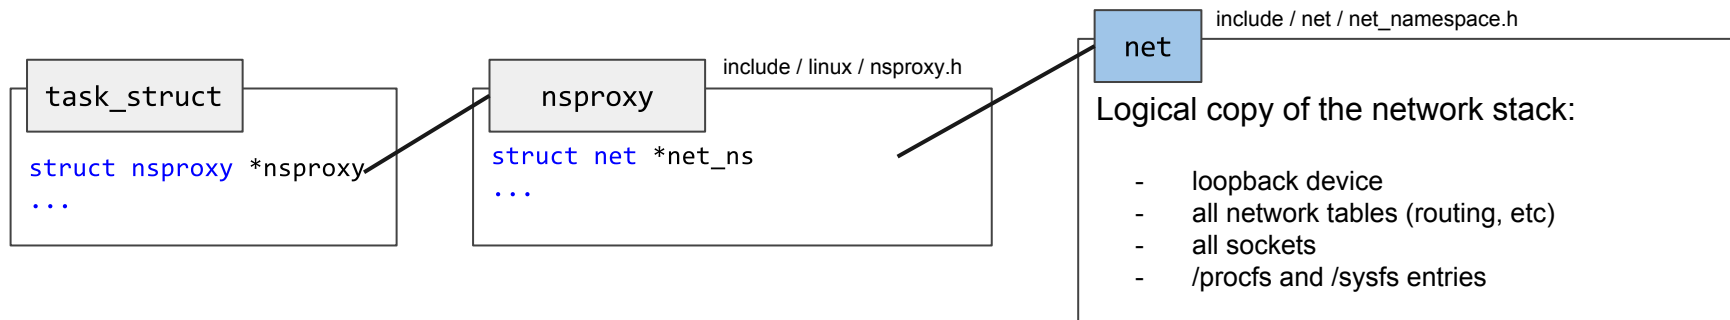 task_struct
struct nsproxy *nsproxy
...
include / linux / nsproxy.h
nsproxy
struct net *net_ns
...
include / net / net_namespace.h
net
Logical copy of the network stack:
- loopback device
- all network tables (routing, etc)
- all sockets
- /procfs and /sysfs entries